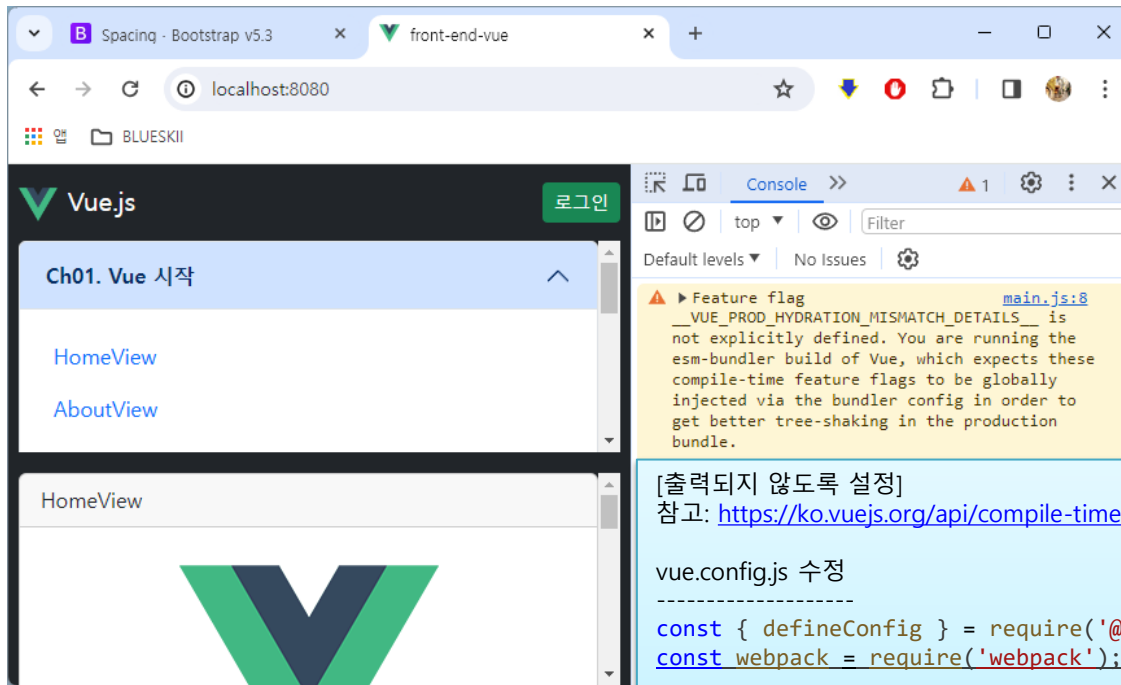 Spacing · Bootstrap v5.3
front-end-vue
localhost:8080
앱
BLUESKII
Vue.js
로그인
Ch01. Vue 시작
HomeView
AboutView
HomeView
Console
1
top
Filter
Default levels
No Issues
Feature flag main.js:8
__VUE_PROD_HYDRATION_MISMATCH_DETAILS__ is
not explicitly defined. You are running the
esm-bundler build of Vue, which expects these
compile-time feature flags to be globally
injected via the bundler config in order to
get better tree-shaking in the production
bundle.
[출력되지 않도록 설정]
참고: https://ko.vuejs.org/api/compile-time
vue.config.js 수정
--------------------
const { defineConfig } = require('@
const webpack = require('webpack');